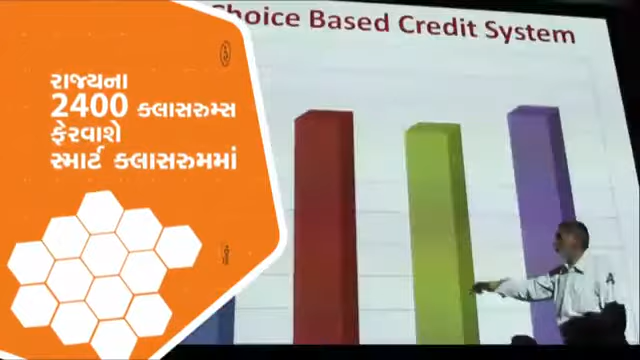 Choice Based Credit System
રાજ્યના
2400 ક્લાસરુમ્સ
ફેરવાશે
સ્માર્ટ ક્લાસરુમમાં